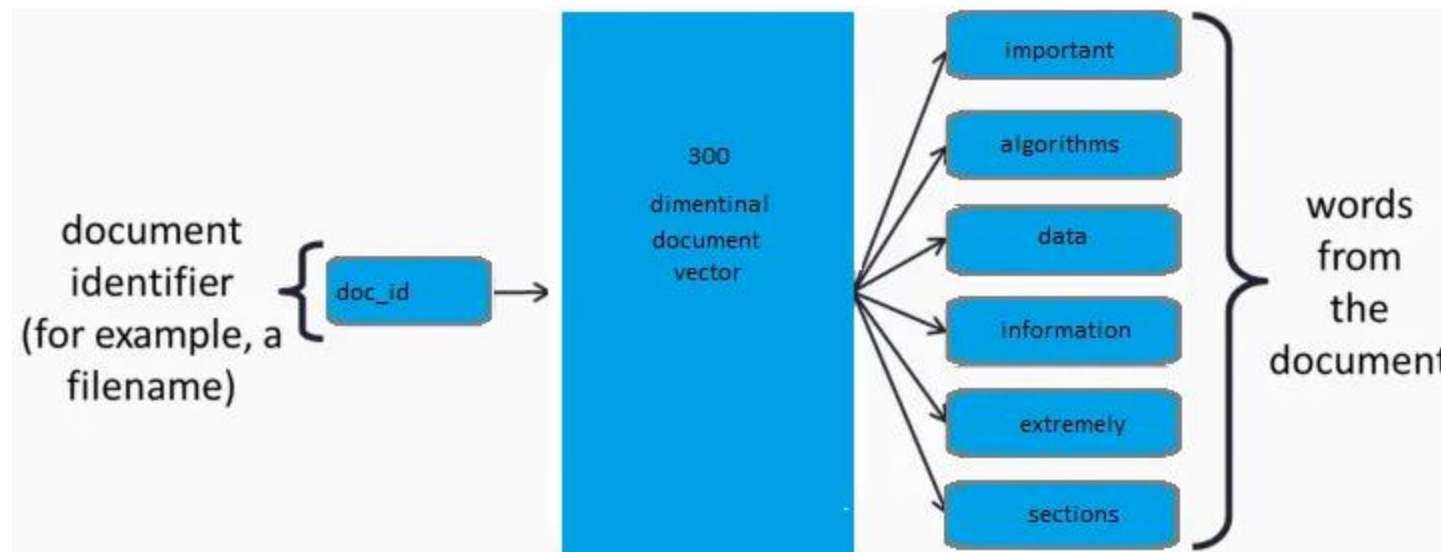 document
identifier
(for example, a
filename)
doc_id
300
dimentinal
document
vector
important
algorithms
data
information
extremely
sections
words
from
the
document